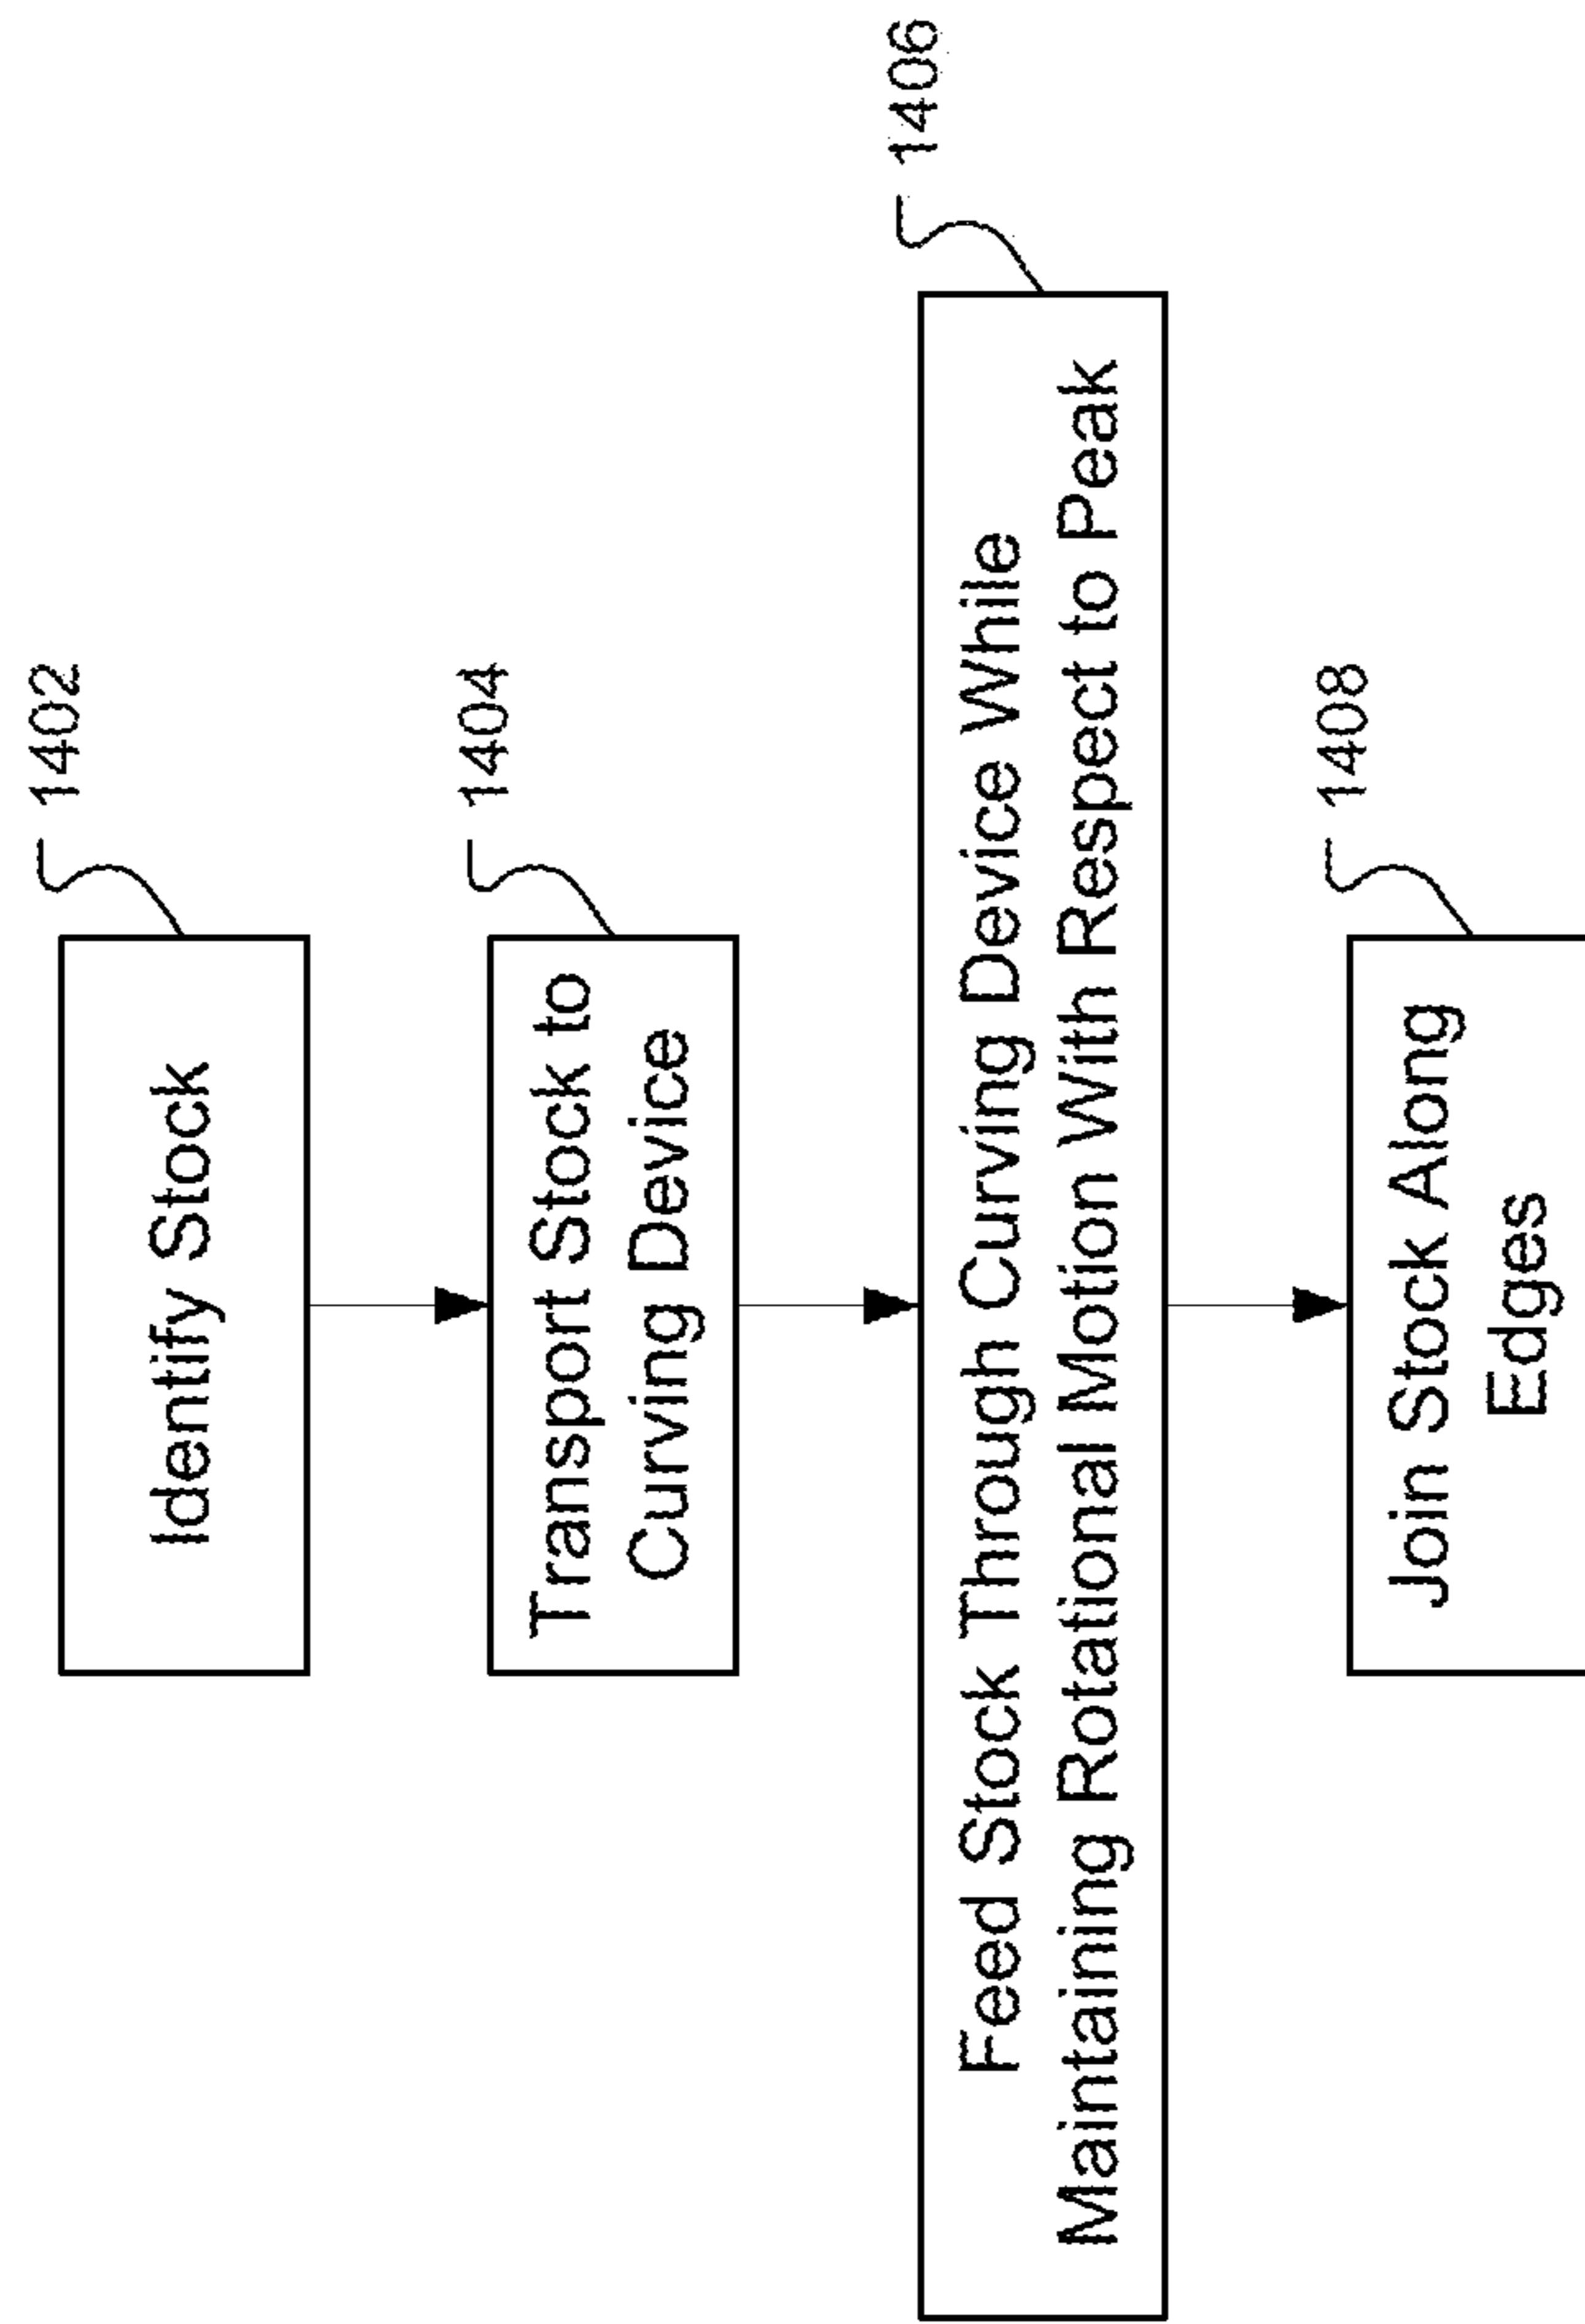 1402
Identify Stock
1404
Transport Stock to
Curving Device
1406
Feed Stock Through Curving Device While
Maintaining Rotational Motion With Respect to Peak
1408
Join Stock Along
Edges